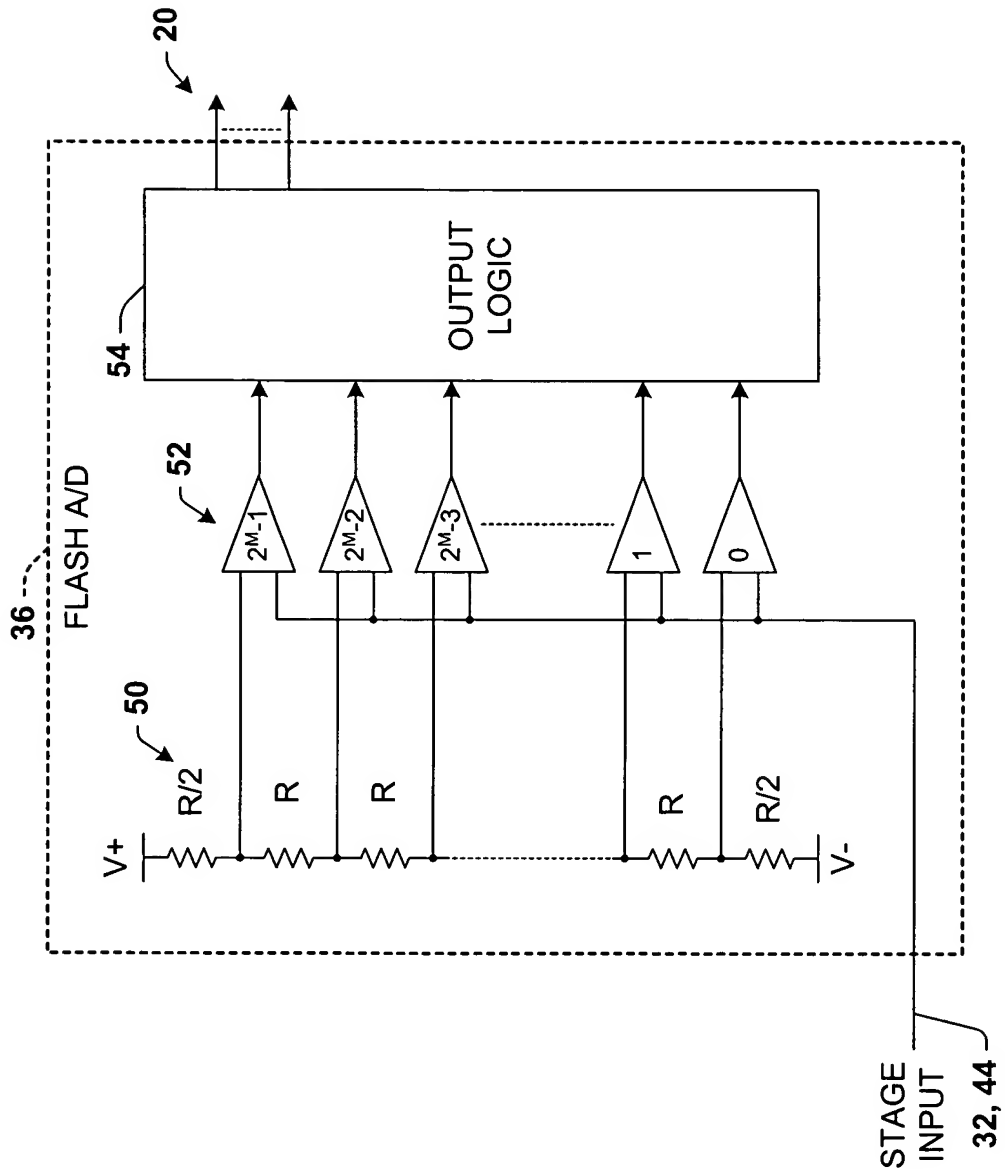 36
FLASH A/D
20
54
52
50
V+
R/2
R
R
R
R/2
V-
2ᴹ-1
2ᴹ-2
2ᴹ-3
1
0
OUTPUT
LOGIC
STAGE
INPUT
32, 44